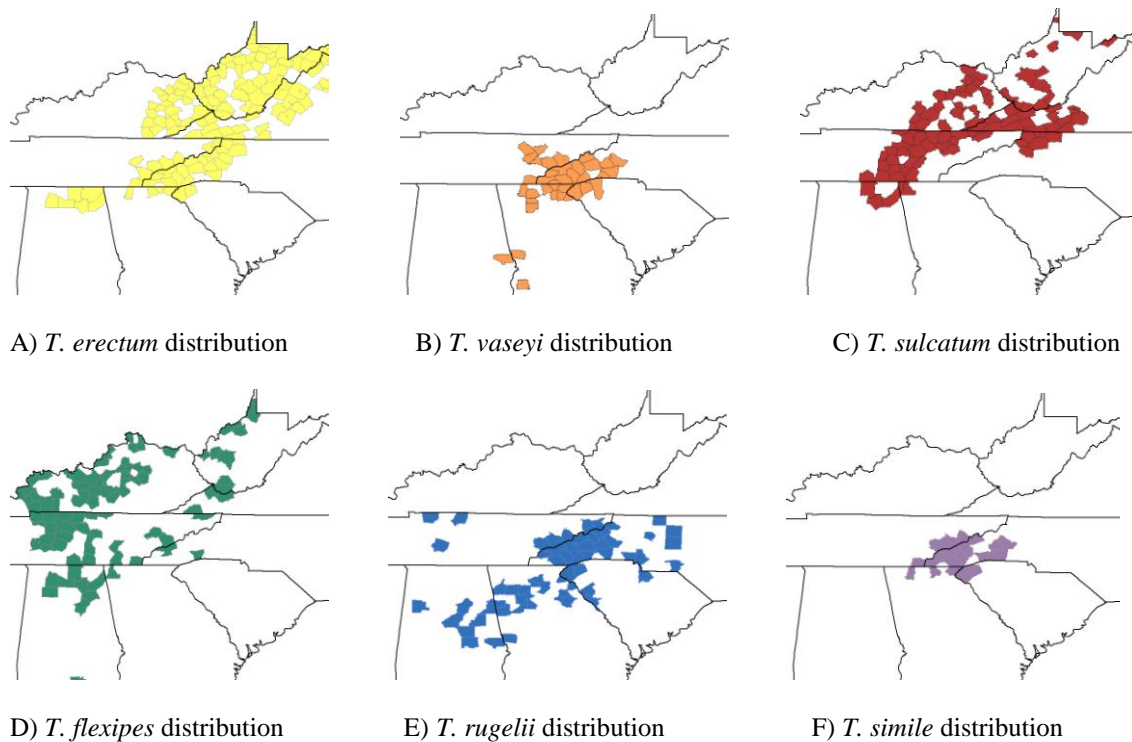 A) T. erectum distribution
B) T. vaseyi distribution
C) T. sulcatum distribution
D) T. flexipes distribution
E) T. rugelii distribution
F) T. simile distribution